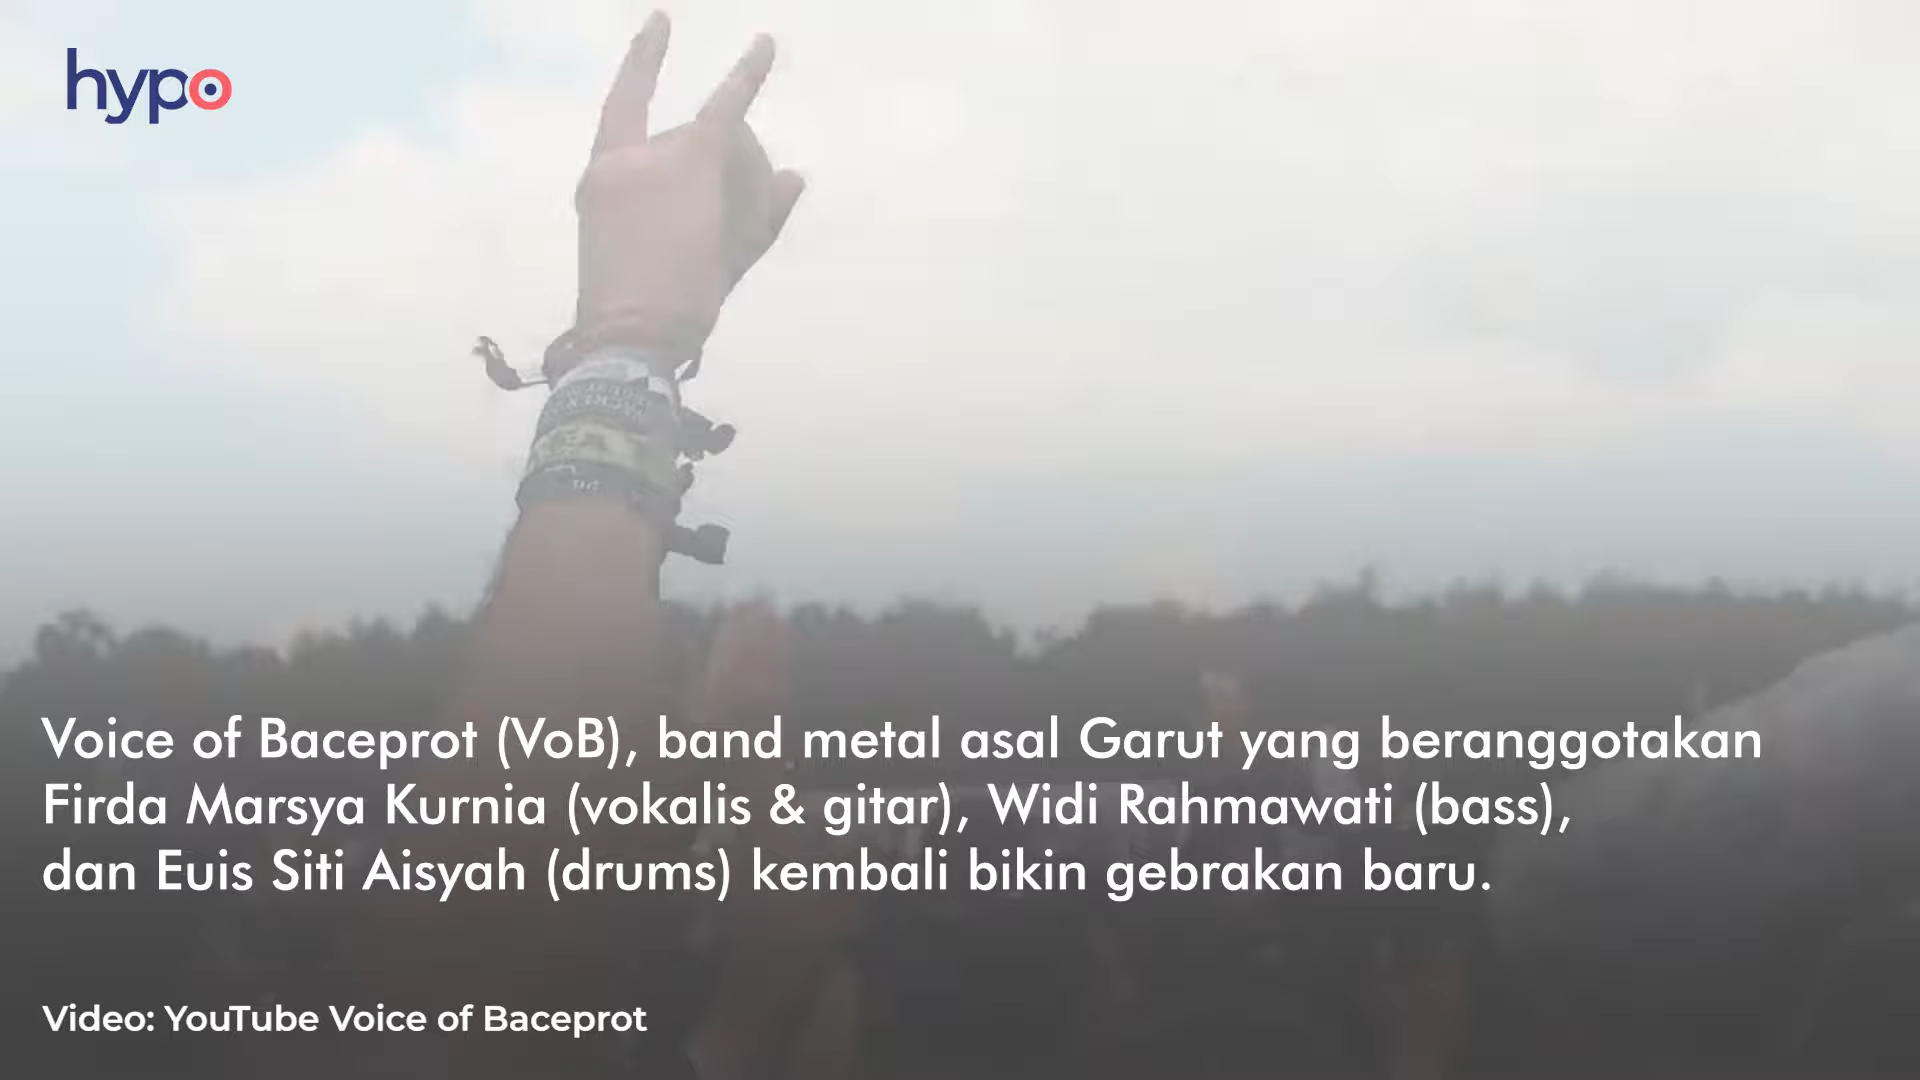 hypo
Voice of Baceprot (VoB), band metal asal Garut yang beranggotakan
Firda Marsya Kurnia (vokalis & gitar), Widi Rahmawati (bass),
dan Euis Siti Aisyah (drums) kembali bikin gebrakan baru.
Video: YouTube Voice of Baceprot